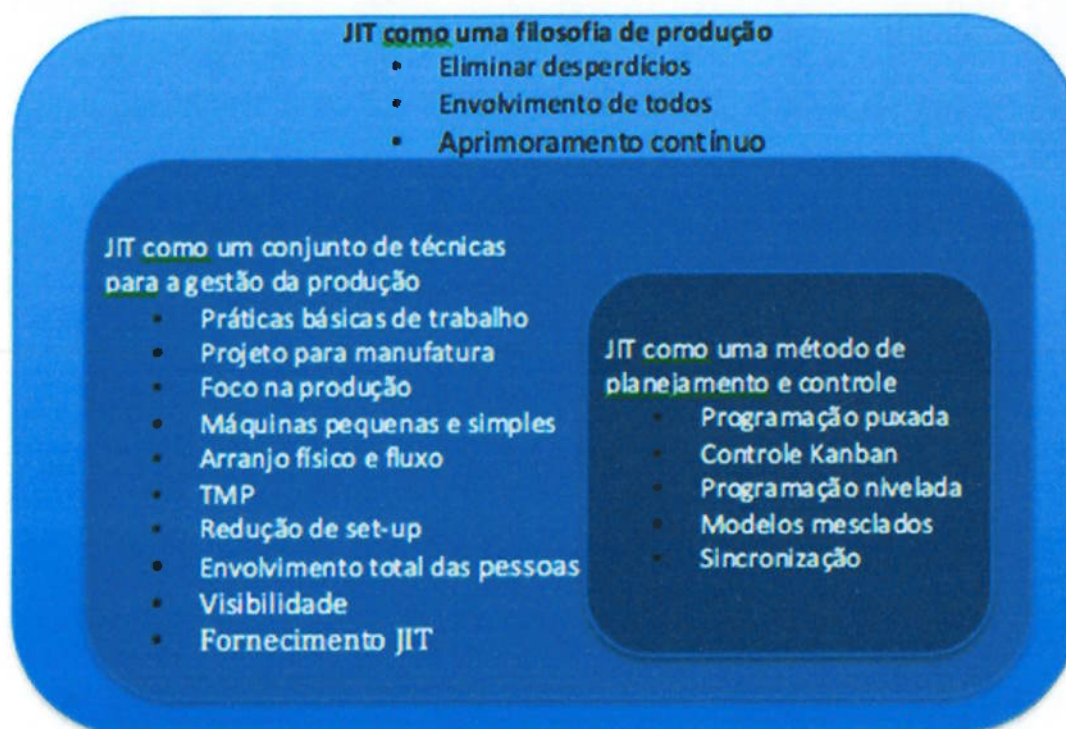 JIT como uma filosofia de produção
• Eliminar desperdícios
• Envolvimento de todos
• Aprimoramento contínuo
JIT como um conjunto de técnicas
para a gestão da produção
• Práticas básicas de trabalho
• Projeto para manufatura
• Foco na produção
• Máquinas pequenas e simples
• Arranjo físico e fluxo
• TMP
• Redução de set-up
• Envolvimento total das pessoas
• Visibilidade
• Fornecimento JIT
JIT como uma método de
planejamento e controle
• Programação puxada
• Controle Kanban
• Programação nivelada
• Modelos mesclados
• Sincronização